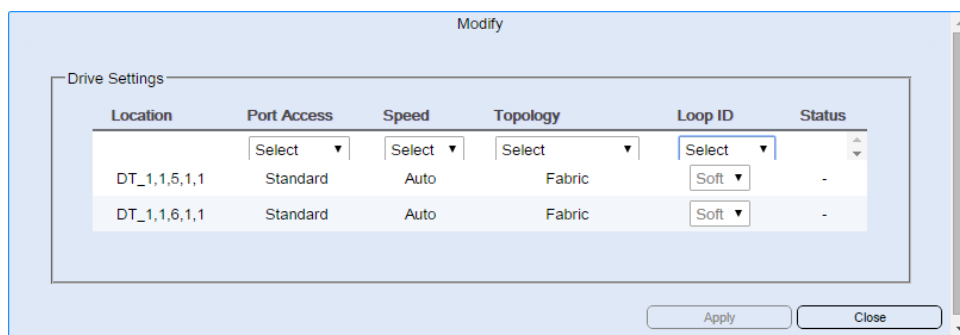 Modify
Drive Settings
Location Port Access Speed Topology Loop ID Status
Select Select Select Select
DT_1,1,5,1,1 Standard Auto Fabric Soft -
DT_1,1,6,1,1 Standard Auto Fabric Soft -
Apply Close